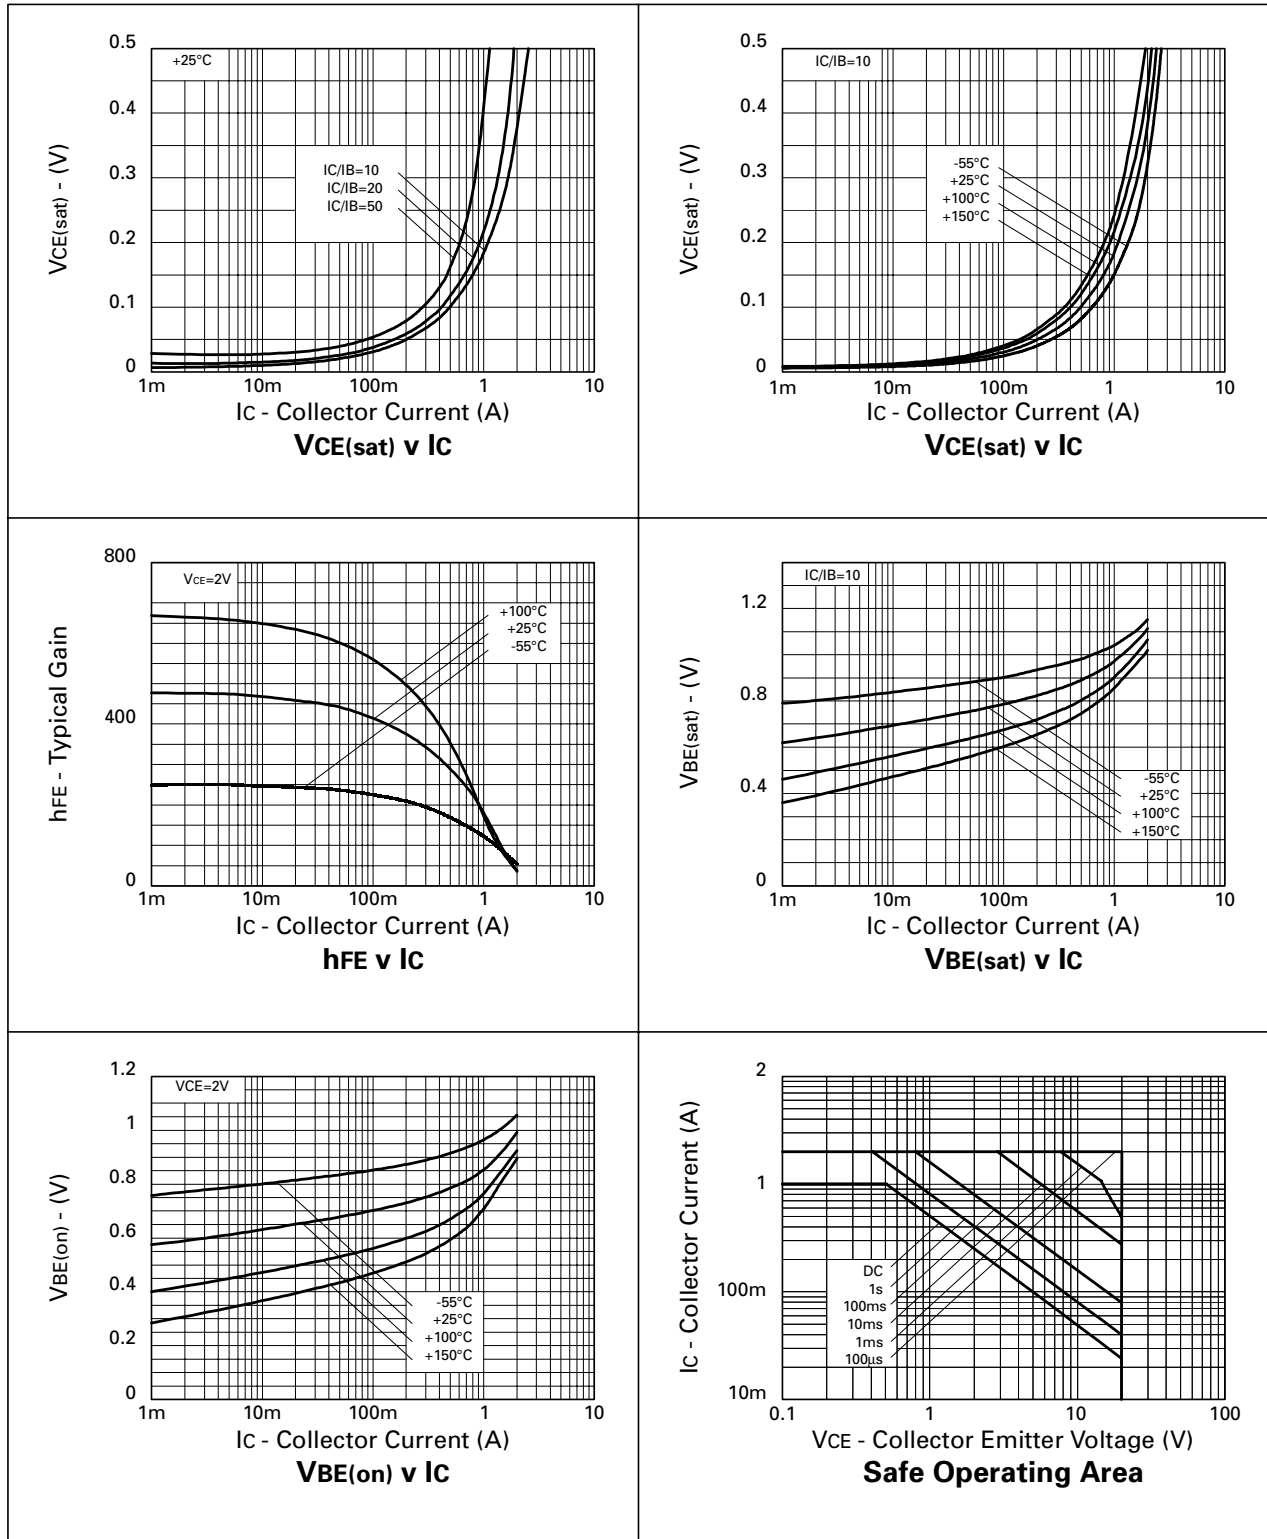 0.5
0.4
0.3
0.2
0.1
0
VCE(sat) - (V)
+25°C
IC/IB=10
IC/IB=20
IC/IB=50
1m 10m 100m 1 10
IC - Collector Current (A)
VCE(sat) v IC
0.5
0.4
0.3
0.2
0.1
0
VCE(sat) - (V)
IC/IB=10
-55°C
+25°C
+100°C
+150°C
1m 10m 100m 1 10
IC - Collector Current (A)
VCE(sat) v IC
800
400
0
hFE - Typical Gain
VCE=2V
+100°C
+25°C
-55°C
1m 10m 100m 1 10
IC - Collector Current (A)
hFE v IC
1.2
0.8
0.4
0
VBE(sat) - (V)
IC/IB=10
-55°C
+25°C
+100°C
+150°C
1m 10m 100m 1 10
IC - Collector Current (A)
VBE(sat) v IC
1.2
1
0.8
0.6
0.4
0.2
0
VBE(on) - (V)
VCE=2V
-55°C
+25°C
+100°C
+150°C
1m 10m 100m 1 10
IC - Collector Current (A)
VBE(on) v IC
2
1
100m
10m
IC - Collector Current (A)
DC
1s
100ms
10ms
1ms
100µs
0.1 1 10 100
VCE - Collector Emitter Voltage (V)
Safe Operating Area